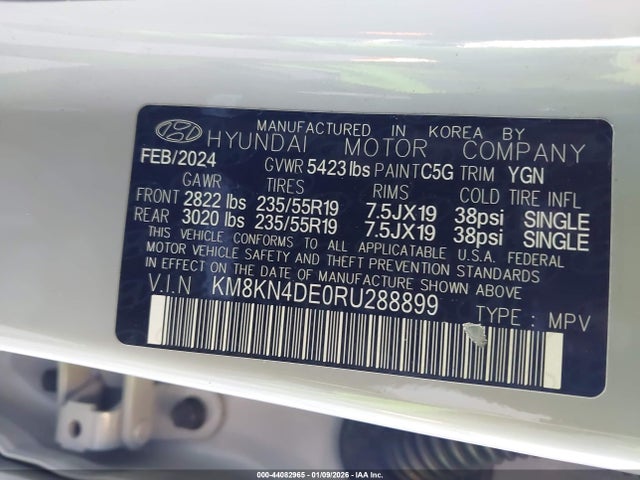 MANUFACTURED IN KOREA BY
HYUNDAI MOTOR COMPANY
FEB/2024 GVWR 5423 lbs PAINT C5G TRIM YGN
GAWR TIRES RIMS COLD TIRE INFL
FRONT 2822 lbs 235/55R19 7.5JX19 38psi SINGLE
REAR 3020 lbs 235/55R19 7.5JX19 38psi SINGLE
THIS VEHICLE CONFORMS TO ALL APPLICATABLE U.S.A. FEDERAL
MOTOR VEHICLE SAFETY AND THEFT PREVENTION STANDARDS
IN EFFECT ON THE DATE OF MANUFACTURE SHOWN ABOVE
V.I.N KM8KN4DE0RU288899
TYPE : MPV
000-44082965 - 01/09/2026 - IAA Inc.